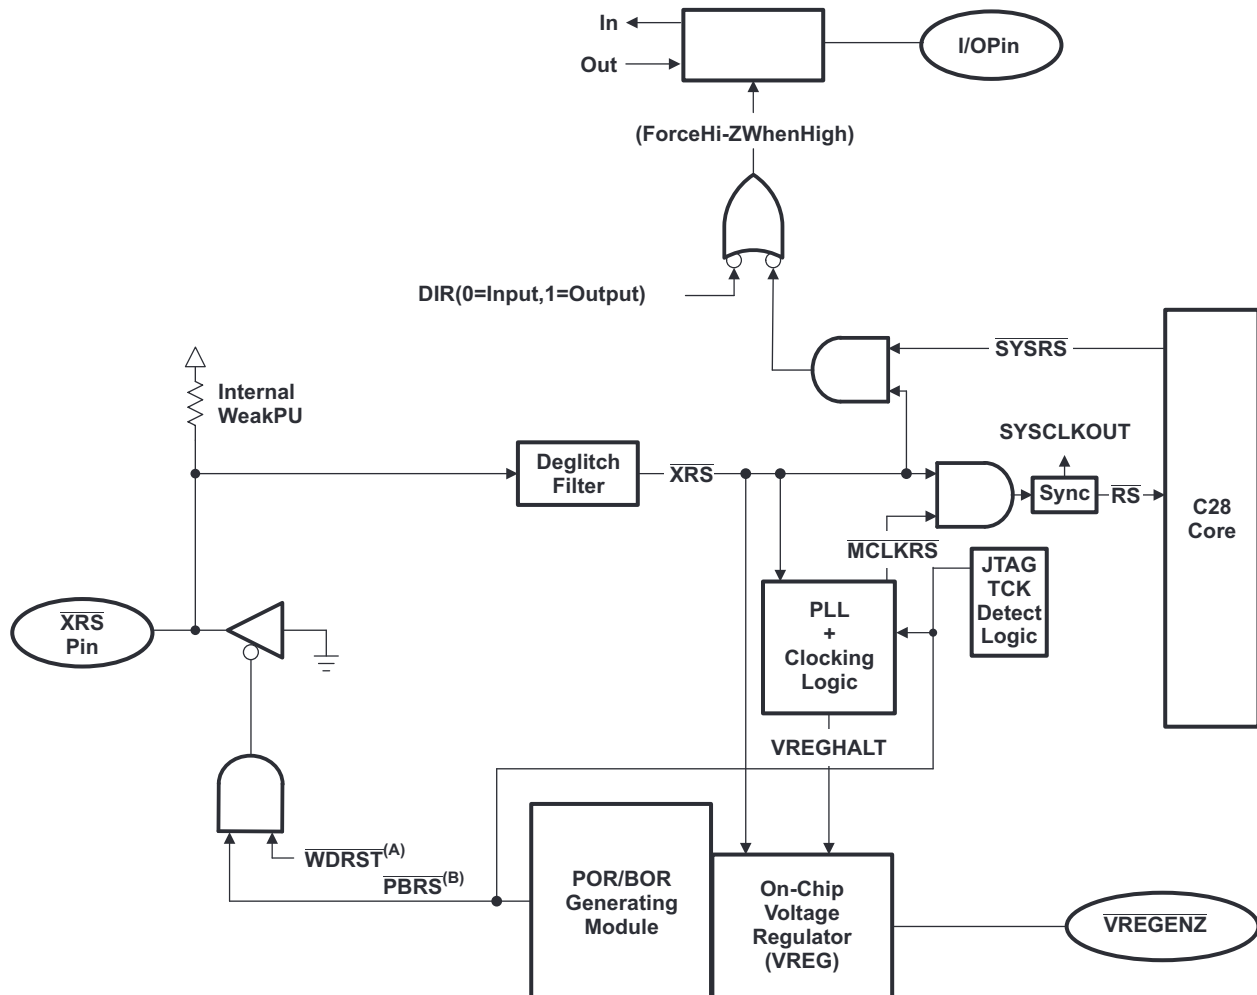 In
Out
I/OPin
(ForceHi-ZWhenHigh)
DIR(0=Input,1=Output)
SYSRS
Internal
WeakPU
SYSCLKOUT
Deglitch
Filter
XRS
Sync
RS
C28
Core
MCLKRS
JTAG
TCK
Detect
Logic
XRS
Pin
PLL
+
Clocking
Logic
VREGHALT
WDRST(A)
PBRS(B)
POR/BOR
Generating
Module
On-Chip
Voltage
Regulator
(VREG)
VREGENZ